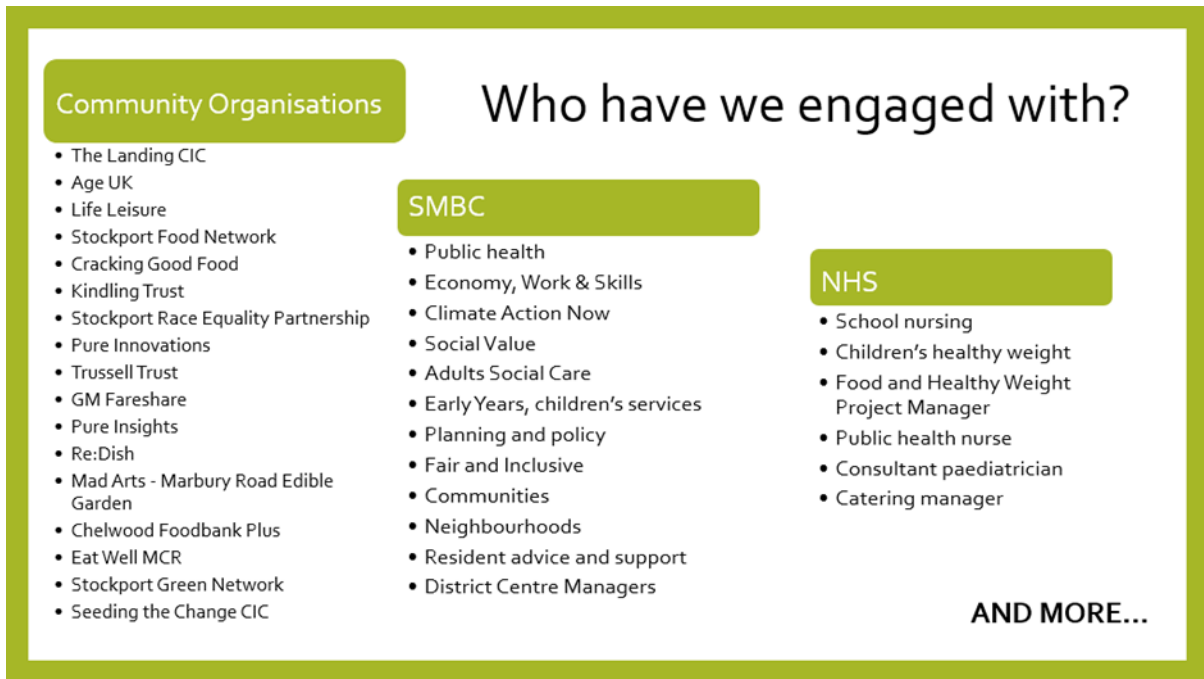 Who have we engaged with?
Community Organisations
• The Landing CIC
• Age UK
• Life Leisure
• Stockport Food Network
• Cracking Good Food
• Kindling Trust
• Stockport Race Equality Partnership
• Pure Innovations
• Trussell Trust
• GM Fareshare
• Pure Insights
• Re:Dish
• Mad Arts - Marbury Road Edible
Garden
• Chelwood Foodbank Plus
• Eat Well MCR
• Stockport Green Network
• Seeding the Change CIC
SMBC
• Public health
• Economy, Work & Skills
• Climate Action Now
• Social Value
• Adults Social Care
• Early Years, children's services
• Planning and policy
• Fair and Inclusive
• Communities
• Neighbourhoods
• Resident advice and support
• District Centre Managers
NHS
• School nursing
• Children's healthy weight
• Food and Healthy Weight
Project Manager
• Public health nurse
• Consultant paediatrician
• Catering manager
AND MORE...